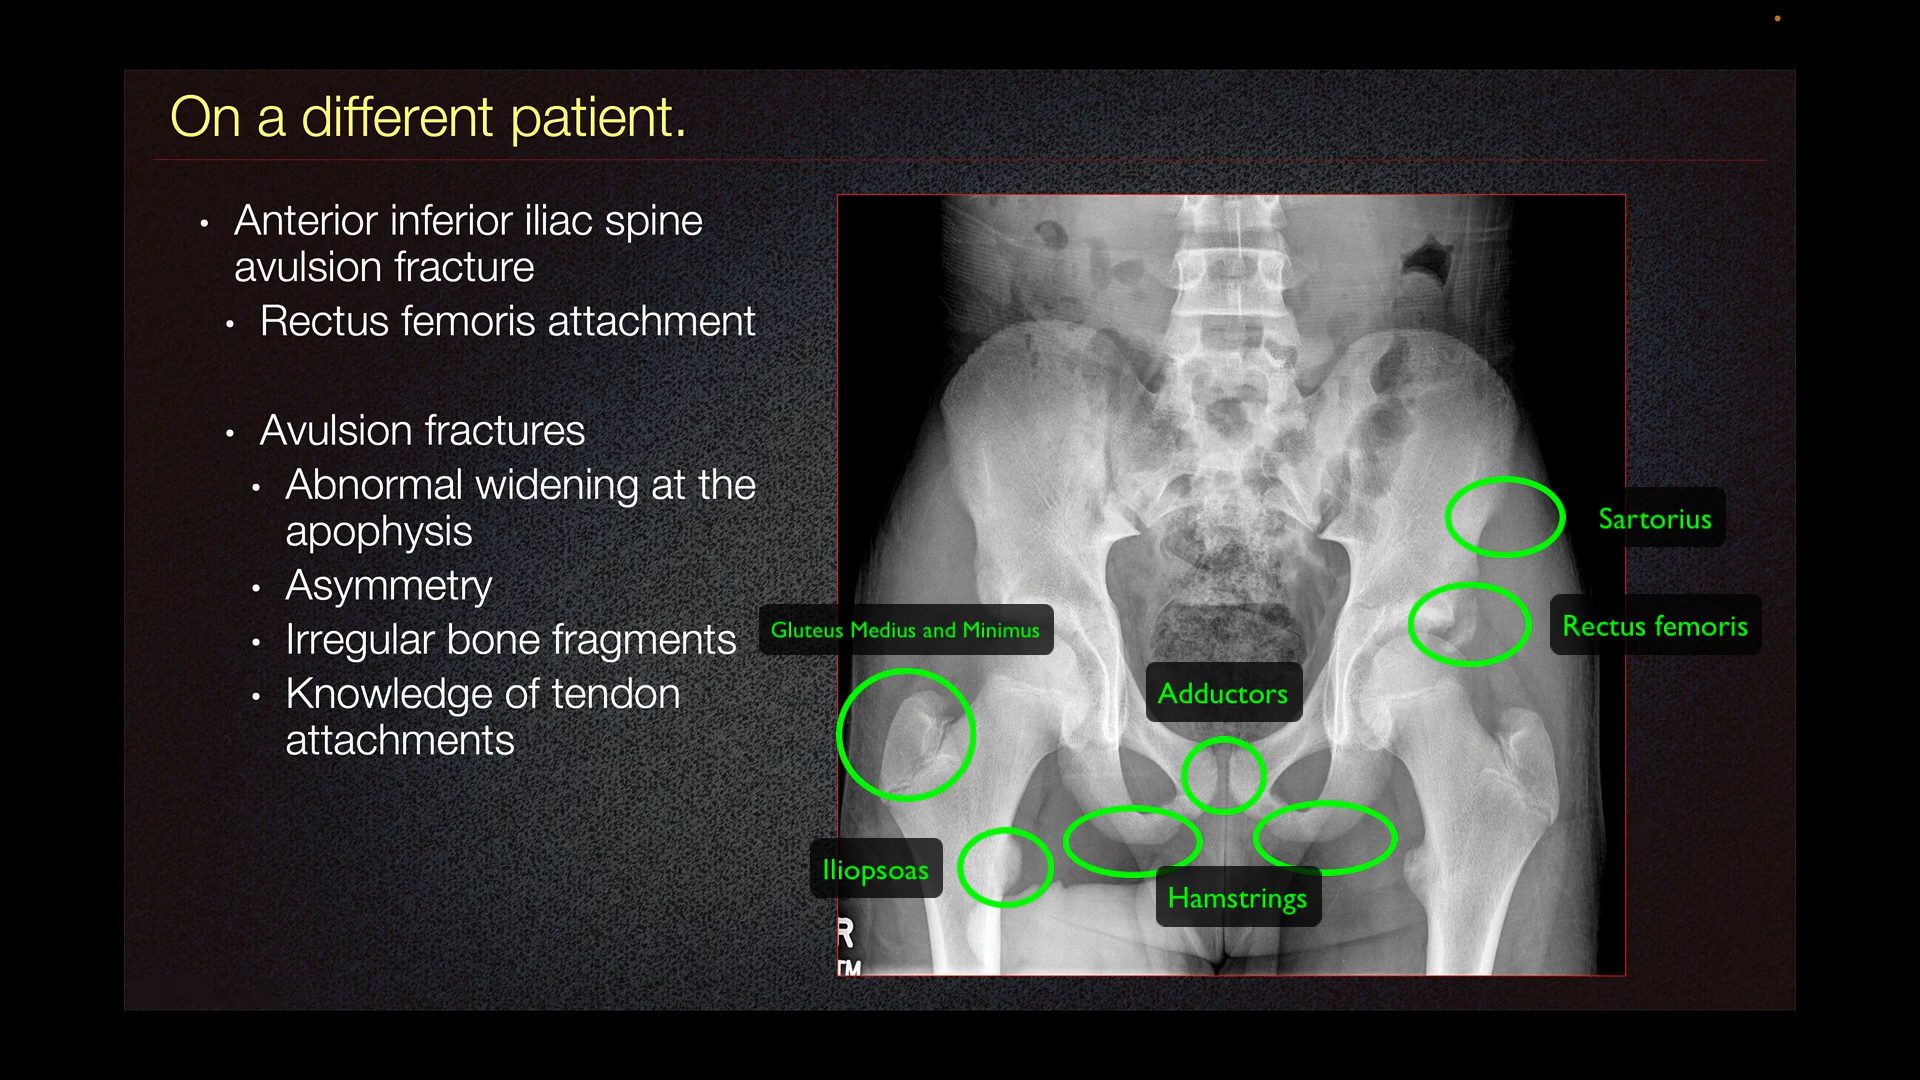 On a different patient.
• Anterior inferior iliac spine
avulsion fracture
• Rectus femoris attachment
• Avulsion fractures
• Abnormal widening at the
apophysis
• Asymmetry
• Irregular bone fragments
• Knowledge of tendon
attachments
Sartorius
Rectus femoris
Gluteus Medius and Minimus
Adductors
Iliopsoas
Hamstrings
R
TM